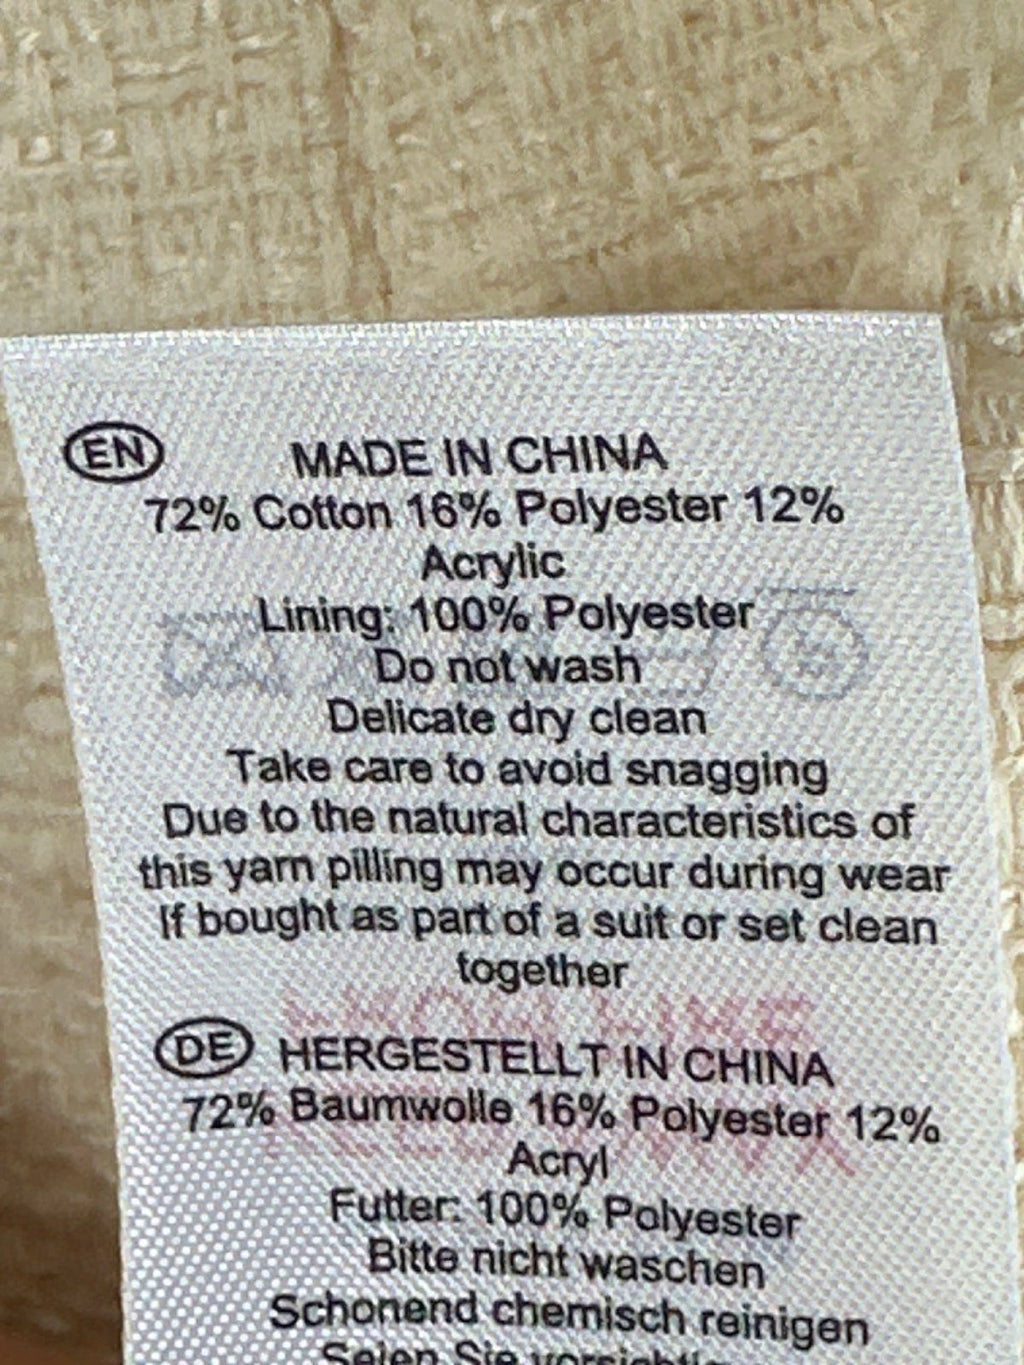 EN MADE IN CHINA
72% Cotton 16% Polyester 12%
Acrylic
Lining: 100% Polyester
Do not wash
Delicate dry clean
Take care to avoid snagging
Due to the natural characteristics of
this yarn pilling may occur during wear
If bought as part of a suit or set clean
together
DE HERGESTELLT IN CHINA
72% Baumwolle 16% Polyester 12%
Acryl
Futter: 100% Polyester
Bitte nicht waschen
Schonend chemisch reinigen
Seien Sie